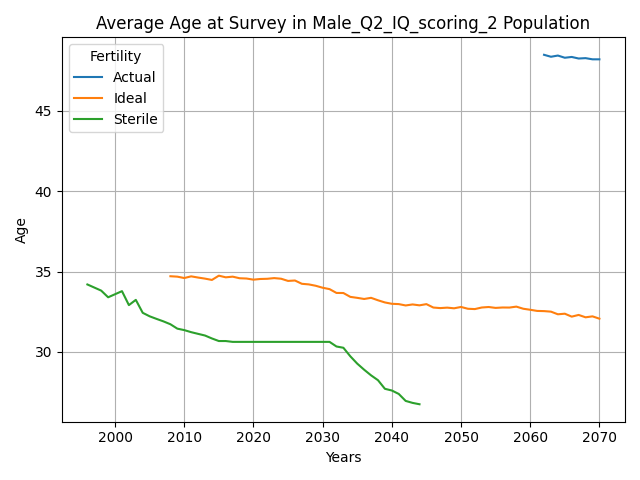 Average Age at Survey in Male_Q2_IQ_scoring_2 Population
Fertility
Actual
Ideal
Sterile
Age
45
40
35
30
2000 2010 2020 2030 2040 2050 2060 2070
Years